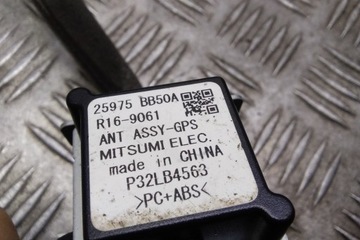 25975 BB50A
R16-9061
ANT ASSY-GPS
MITSUMI ELEC.
made in CHINA
P32LB4563
>PC+ABS<